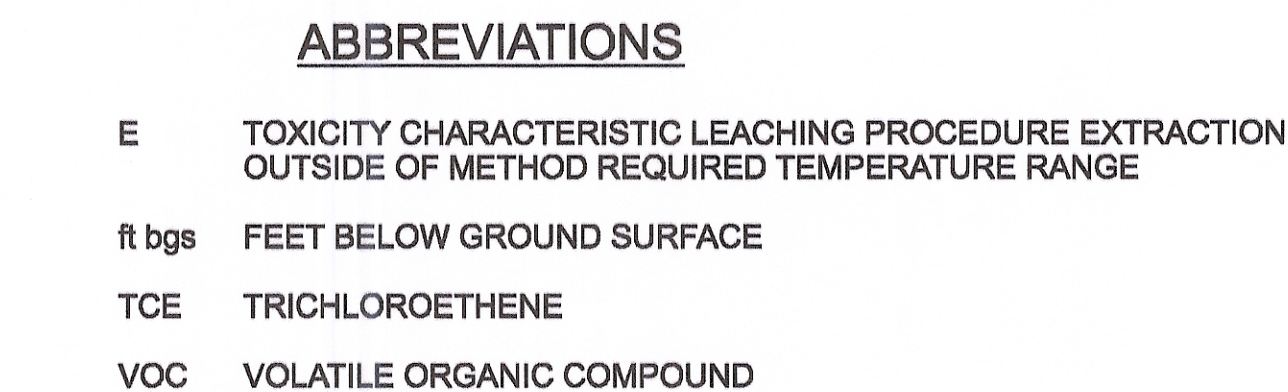 ABBREVIATIONS
E TOXICITY CHARACTERISTIC LEACHING PROCEDURE EXTRACTION
OUTSIDE OF METHOD REQUIRED TEMPERATURE RANGE
ft bgs FEET BELOW GROUND SURFACE
TCE TRICHLOROETHENE
VOC VOLATILE ORGANIC COMPOUND